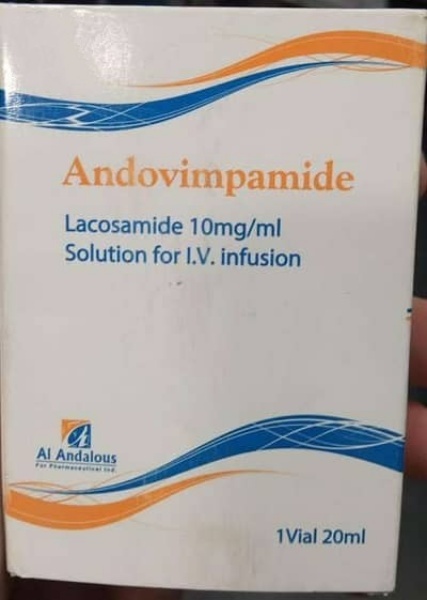 Andovimpamide
Lacosamide 10mg/ml
Solution for I.V. infusion
Al Andalous
For Pharmaceutical Ind.
1Vial 20ml